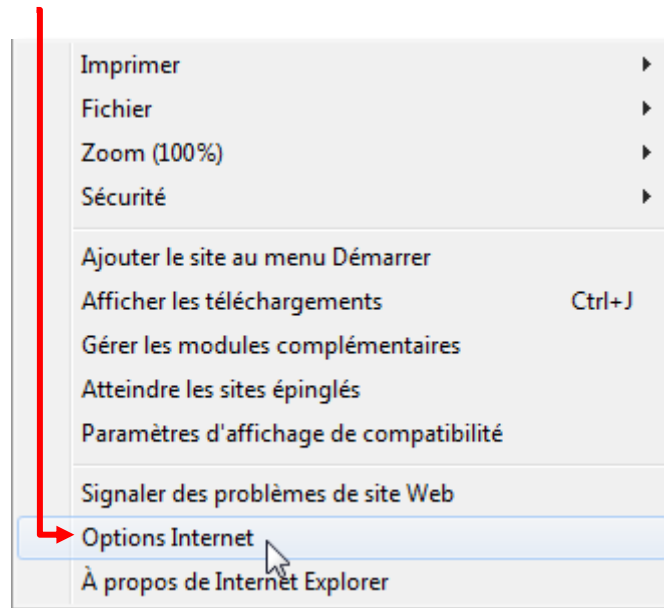 Imprimer
Fichier
Zoom (100%)
Sécurité
Ajouter le site au menu Démarrer
Afficher les téléchargements Ctrl+J
Gérer les modules complémentaires
Atteindre les sites épinglés
Paramètres d'affichage de compatibilité
Signaler des problèmes de site Web
Options Internet
À propos de Internet Explorer